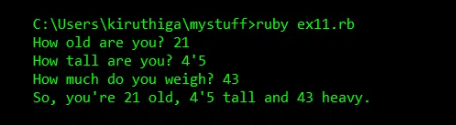 C:\Users\kiruthiga\mystuff>ruby ex11.rb
How old are you? 21
How tall are you? 4'5
How much do you weigh? 43
So, you're 21 old, 4'5 tall and 43 heavy.